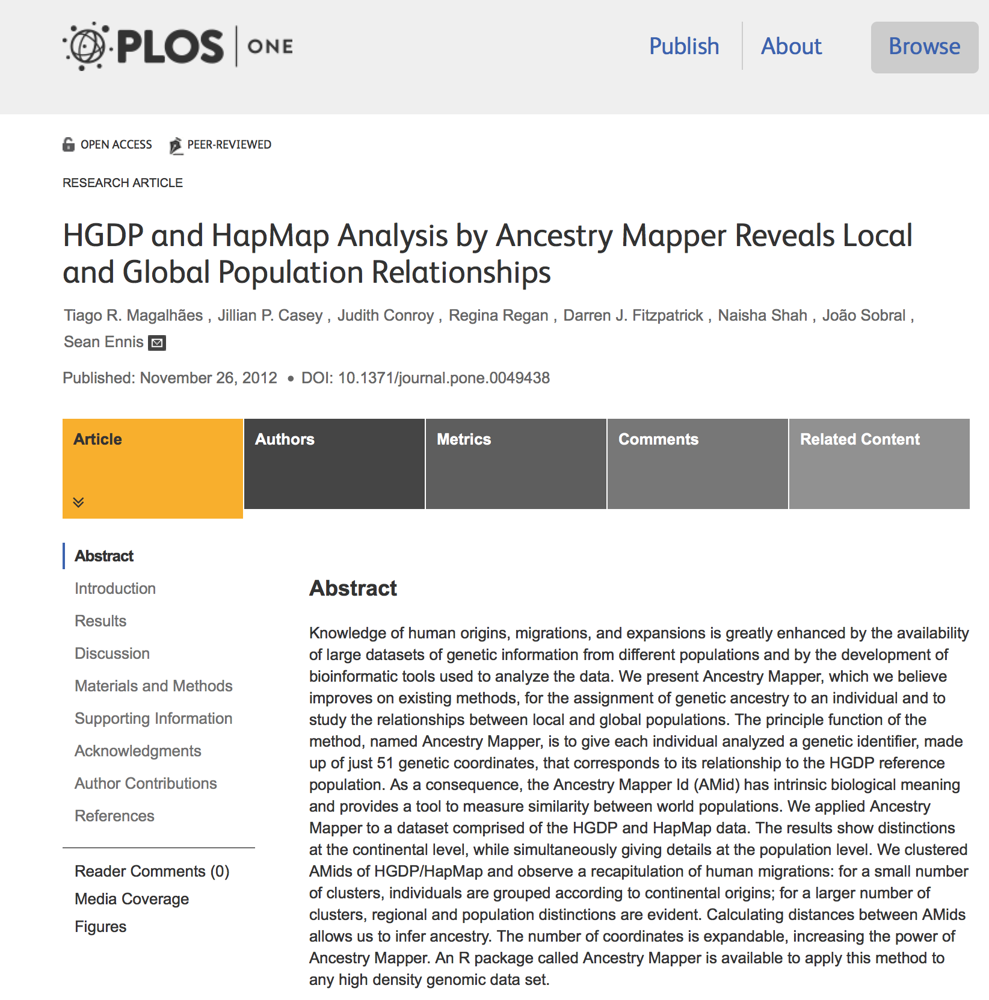 PLOS ONE
Publish
About
Browse
OPEN ACCESS
PEER-REVIEWED
RESEARCH ARTICLE
HGDP and HapMap Analysis by Ancestry Mapper Reveals Local
and Global Population Relationships
Tiago R. Magalhães , Jillian P. Casey , Judith Conroy , Regina Regan , Darren J. Fitzpatrick , Naisha Shah , João Sobral ,
Sean Ennis
Published: November 26, 2012 • DOI: 10.1371/journal.pone.0049438
Article
Authors
Metrics
Comments
Related Content
Abstract
Introduction
Results
Discussion
Materials and Methods
Supporting Information
Acknowledgments
Author Contributions
References
Reader Comments (0)
Media Coverage
Figures
Abstract
Knowledge of human origins, migrations, and expansions is greatly enhanced by the availability
of large datasets of genetic information from different populations and by the development of
bioinformatic tools used to analyze the data. We present Ancestry Mapper, which we believe
improves on existing methods, for the assignment of genetic ancestry to an individual and to
study the relationships between local and global populations. The principle function of the
method, named Ancestry Mapper, is to give each individual analyzed a genetic identifier, made
up of just 51 genetic coordinates, that corresponds to its relationship to the HGDP reference
population. As a consequence, the Ancestry Mapper Id (AMid) has intrinsic biological meaning
and provides a tool to measure similarity between world populations. We applied Ancestry
Mapper to a dataset comprised of the HGDP and HapMap data. The results show distinctions
at the continental level, while simultaneously giving details at the population level. We clustered
AMids of HGDP/HapMap and observe a recapitulation of human migrations: for a small number
of clusters, individuals are grouped according to continental origins; for a larger number of
clusters, regional and population distinctions are evident. Calculating distances between AMids
allows us to infer ancestry. The number of coordinates is expandable, increasing the power of
Ancestry Mapper. An R package called Ancestry Mapper is available to apply this method to
any high density genomic data set.